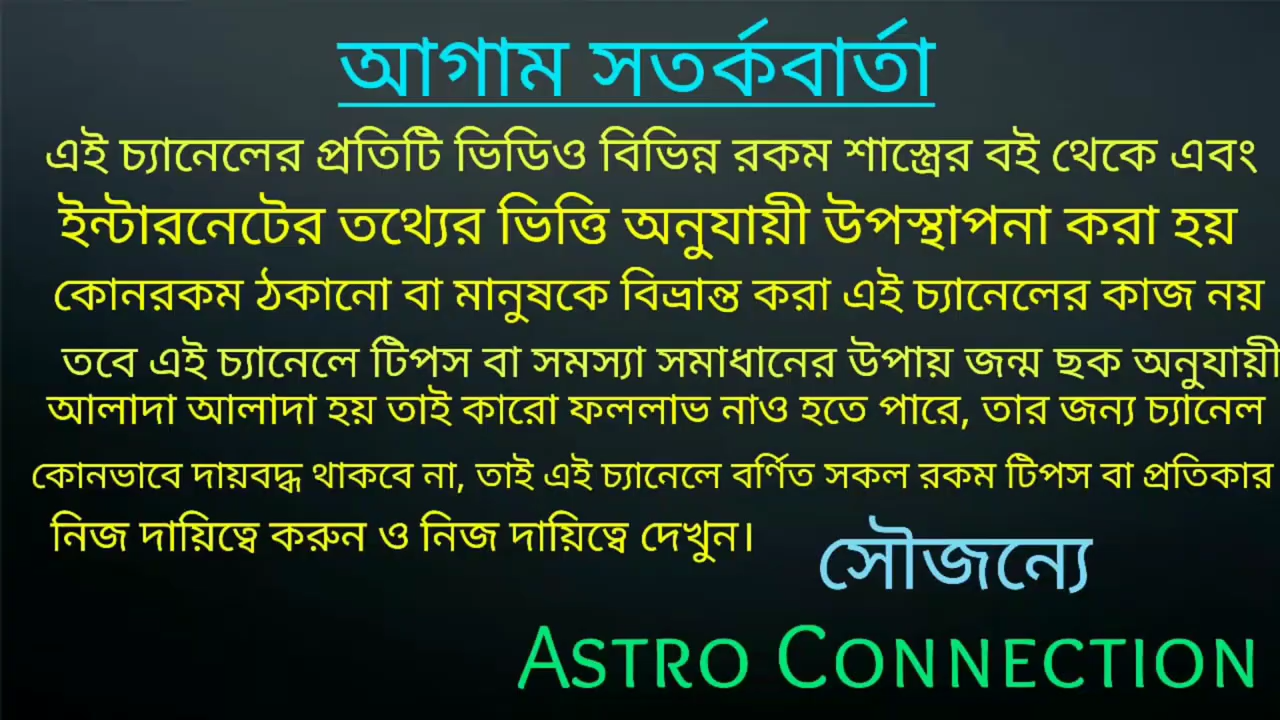 আগাম সতর্কবার্তা
এই চ্যানেলের প্রতিটি ভিডিও বিভিন্ন রকম শাস্ত্রের বই থেকে এবং
ইন্টারনেটের তথ্যের ভিত্তি অনুযায়ী উপস্থাপনা করা হয়
কোনরকম ঠকানো বা মানুষকে বিভ্রান্ত করা এই চ্যানেলের কাজ নয়
তবে এই চ্যানেলে টিপস বা সমস্যা সমাধানের উপায় জন্ম ছক অনুযায়ী
আলাদা আলাদা হয় তাই কারো ফললাভ নাও হতে পারে, তার জন্য চ্যানেল
কোনভাবে দায়বদ্ধ থাকবে না, তাই এই চ্যানেলে বর্ণিত সকল রকম টিপস বা প্রতিকার
নিজ দায়িত্বে করুন ও নিজ দায়িত্বে দেখুন।
সৌজন্যে
ASTRO CONNECTION